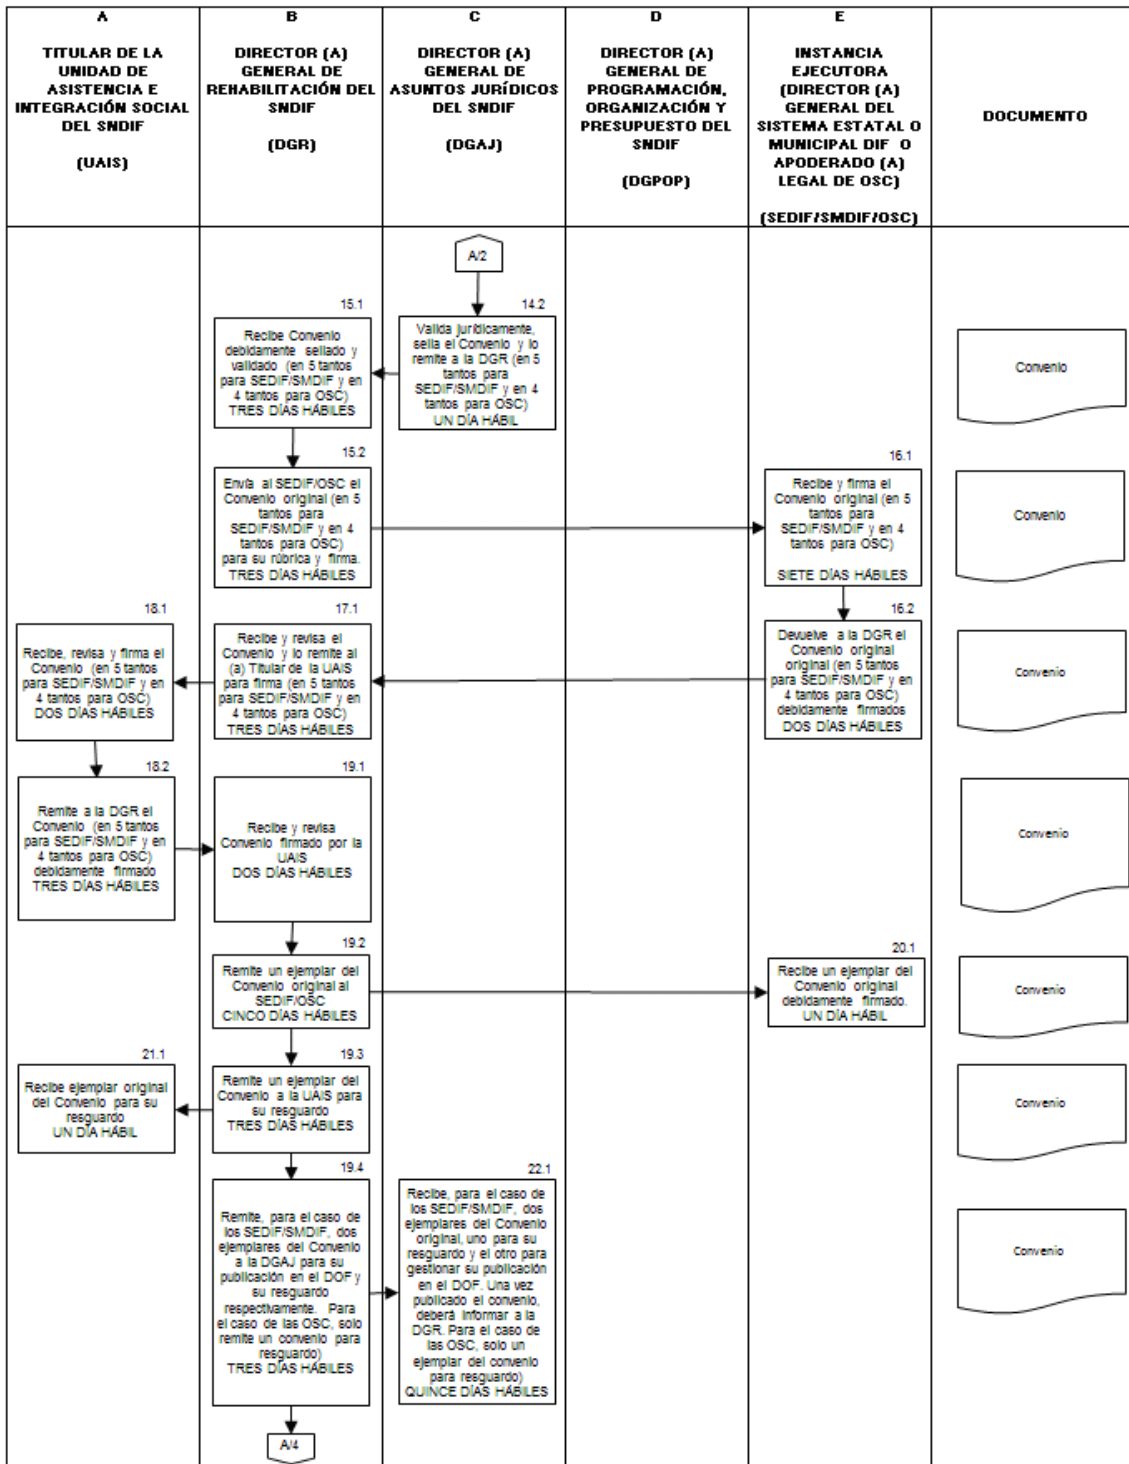 A
TITULAR DE LA
UNIDAD DE
ASISTENCIA E
INTEGRACIÓN SOCIAL
DEL SNDIF
(UAIS)
B
DIRECTOR (A)
GENERAL DE
REHABILITACIÓN DEL
SNDIF
(DGR)
C
DIRECTOR (A)
GENERAL DE
ASUNTOS JURÍDICOS
DEL SNDIF
(DGAJ)
D
DIRECTOR (A)
GENERAL DE
PROGRAMACIÓN,
ORGANIZACIÓN Y
PRESUPUESTO DEL
SNDIF
(DGPOP)
E
INSTANCIA
EJECUTORA
(DIRECTOR (A)
GENERAL DEL
SISTEMA ESTATAL O
MUNICIPAL DIF O
APODERADO (A)
LEGAL DE OSC)
(SEDIF/SMDIF/OSC)
DOCUMENTO
A/2
14.2
Valida jurídicamente,
sella el Convenio y lo
remite a la DGR (en 5
tantos para
SEDIF/SMDIF y en 4
tantos para OSC)
UN DÍA HÁBIL
15.1
Recibe Convenio
debidamente sellado y
validado (en 5 tantos
para SEDIF/SMDIF y en
4 tantos para OSC)
TRES DÍAS HÁBILES
Convenio
15.2
Envía al SEDIF/OSC el
Convenio original (en 5
tantos para
SEDIF/SMDIF y en 4
tantos para OSC)
para su rúbrica y firma.
TRES DÍAS HÁBILES
16.1
Recibe y firma el
Convenio original (en 5
tantos para
SEDIF/SMDIF y en 4
tantos para OSC)
SIETE DÍAS HÁBILES
Convenio
16.2
Devuelve a la DGR el
Convenio original
original (en 5 tantos
para SEDIF/SMDIF y en
4 tantos para OSC)
debidamente firmados
DOS DÍAS HÁBILES
17.1
Recibe y revisa el
Convenio y lo remite al
(a) Titular de la UAIS
para firma (en 5 tantos
para SEDIF/SMDIF y en
4 tantos para OSC)
TRES DÍAS HÁBILES
18.1
Recibe, revisa y firma el
Convenio (en 5 tantos
para SEDIF/SMDIF y en
4 tantos para OSC)
DOS DÍAS HÁBILES
Convenio
18.2
Remite a la DGR el
Convenio (en 5 tantos
para SEDIF/SMDIF y en
4 tantos para OSC)
debidamente firmado
TRES DÍAS HÁBILES
19.1
Recibe y revisa
Convenio firmado por la
UAIS
DOS DÍAS HÁBILES
Convenio
19.2
Remite un ejemplar del
Convenio original al
SEDIF/OSC
CINCO DÍAS HÁBILES
20.1
Recibe un ejemplar del
Convenio original
debidamente firmado.
UN DÍA HÁBIL
Convenio
19.3
Remite un ejemplar del
Convenio a la UAIS para
su resguardo
TRES DÍAS HÁBILES
21.1
Recibe ejemplar original
del Convenio para su
resguardo
UN DÍA HÁBIL
Convenio
19.4
Remite, para el caso de
los SEDIF/SMDIF, dos
ejemplares del Convenio
a la DGAJ para su
publicación en el DOF y
su resguardo
respectivamente. Para
el caso de las OSC, solo
remite un convenio para
resguardo)
TRES DÍAS HÁBILES
22.1
Recibe, para el caso de
los SEDIF/SMDIF, dos
ejemplares del Convenio
original, uno para su
resguardo y el otro para
gestionar su publicación
en el DOF. Una vez
publicado el convenio,
deberá informar a la
DGR. Para el caso de
las OSC, solo un
ejemplar del convenio
para resguardo)
QUINCE DÍAS HÁBILES
Convenio
A/4